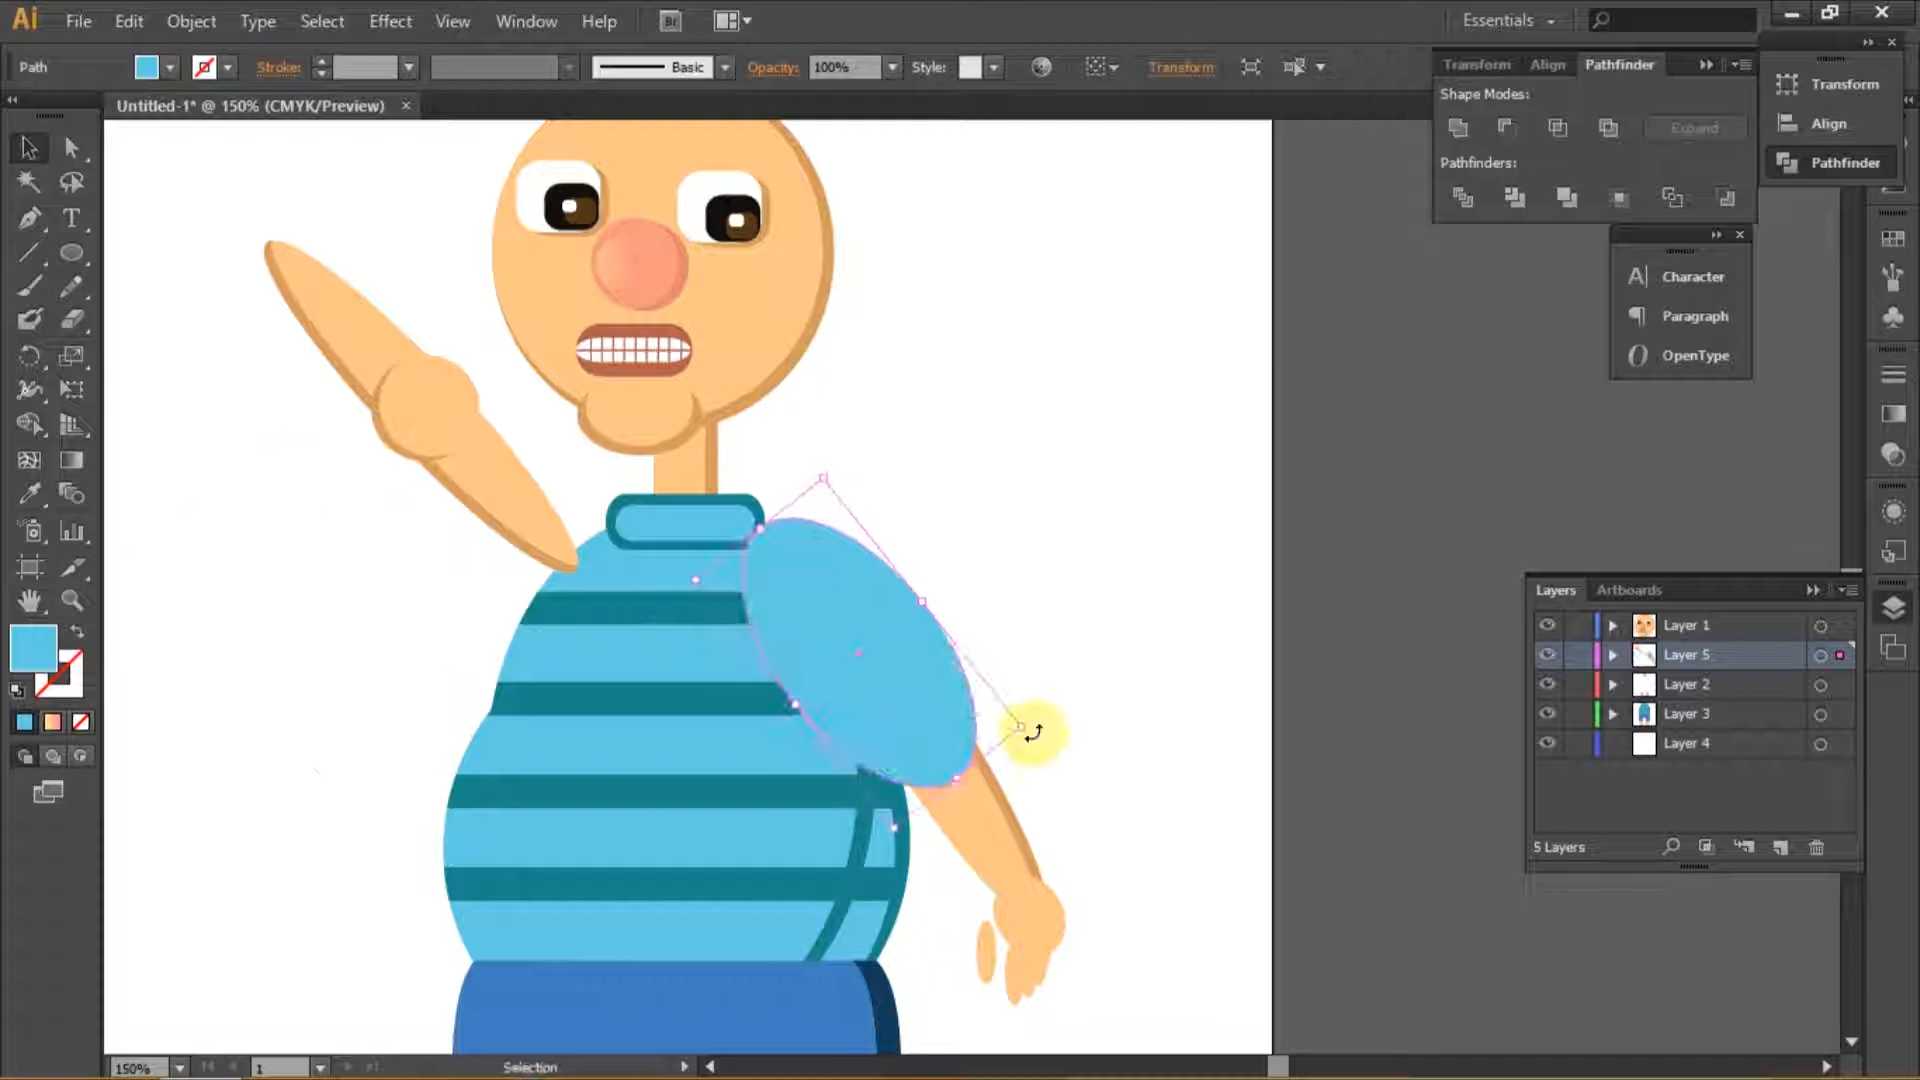 Ai File Edit Object Type Select Effect View Window Help Br Essentials
Path Stroke: Basic Opacity: 100% Style: Transform
Untitled-1* @ 150% (CMYK/Preview) ×
Transform Align Pathfinder
Shape Modes:
Expand
Pathfinders:
Transform
Align
Pathfinder
Character
Paragraph
OpenType
Layers Artboards
Layer 1
Layer 5
Layer 2
Layer 3
Layer 4
5 Layers
150% 1 Selection